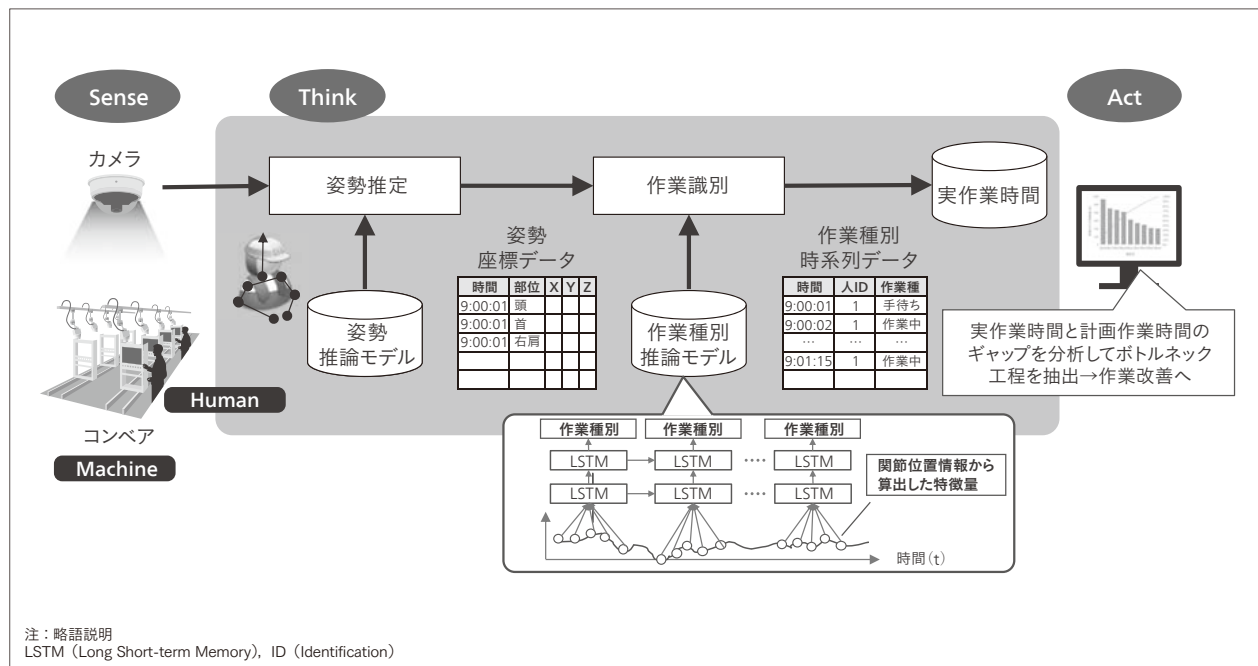 Sense
Think
Act
カメラ
姿勢推定
作業識別
実作業時間
姿勢
座標データ
時間 部位 X Y Z
9:00:01 頭
9:00:01 首
9:00:01 右肩
作業種別
時系列データ
時間 人ID 作業種
9:00:01 1 手待ち
9:00:02 1 作業中
… … …
9:01:15 1 作業中
姿勢
推論モデル
作業種別
推論モデル
実作業時間と計画作業時間の
ギャップを分析してボトルネック
工程を抽出→作業改善へ
Human
コンベア
Machine
作業種別 作業種別 作業種別
LSTM LSTM ‥‥ LSTM
LSTM LSTM ‥‥ LSTM
関節位置情報から
算出した特徴量
時間(t)
注：略語説明
LSTM（Long Short-term Memory），ID（Identification）